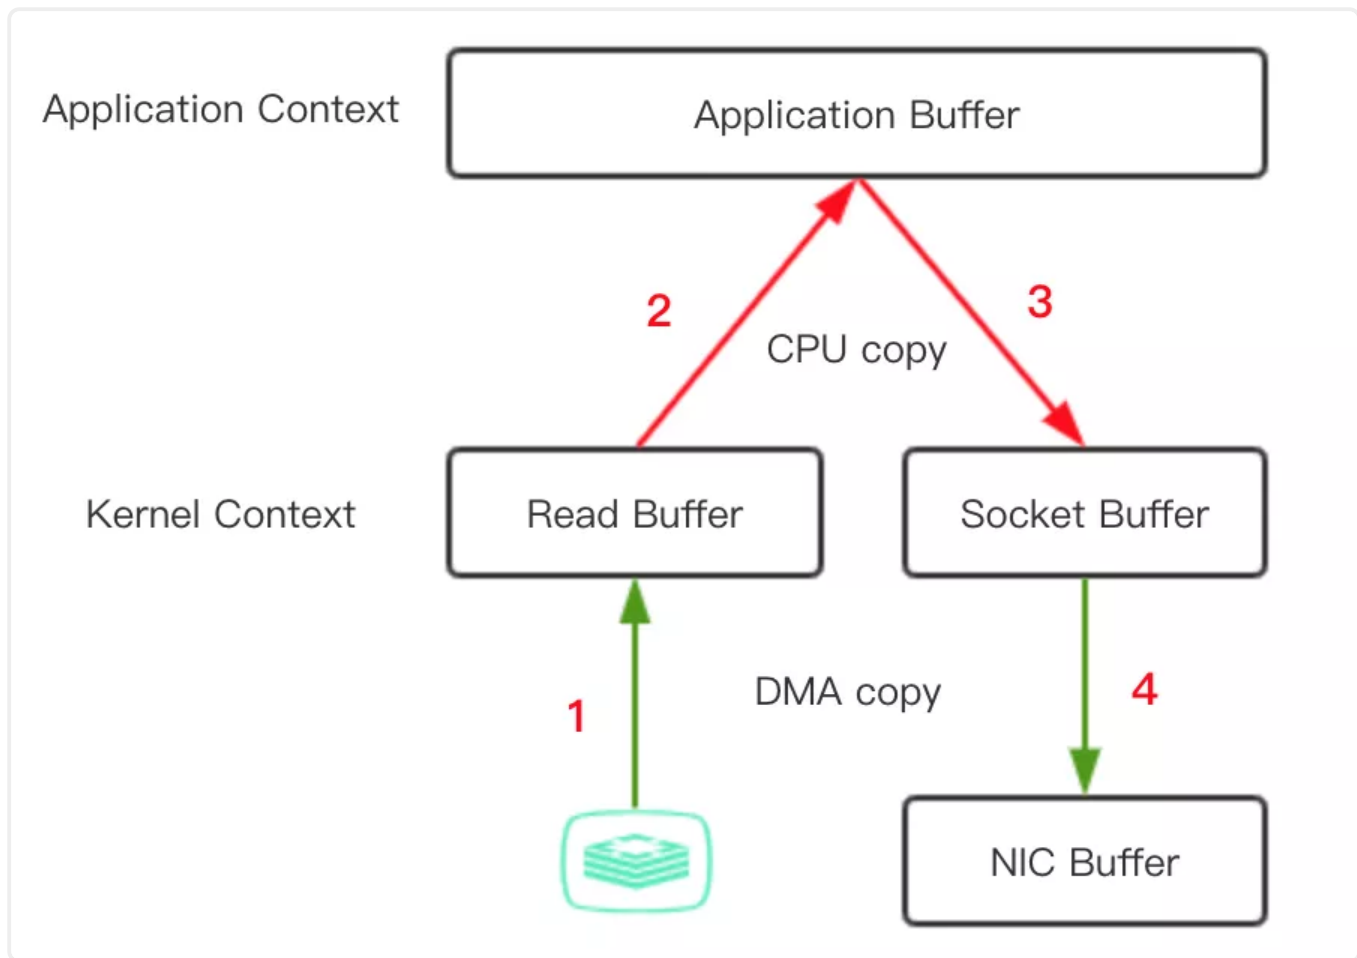 Application Context
Application Buffer
2
3
CPU copy
Kernel Context
Read Buffer
Socket Buffer
1
DMA copy
4
NIC Buffer